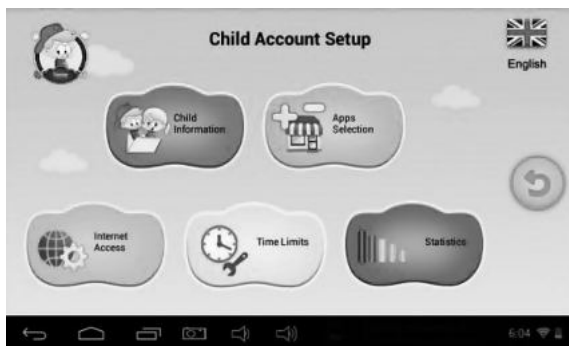 Child Account Setup
English
Child
Information
Apps
Selection
Internet
Access
Time Limits
Statistics
6:04